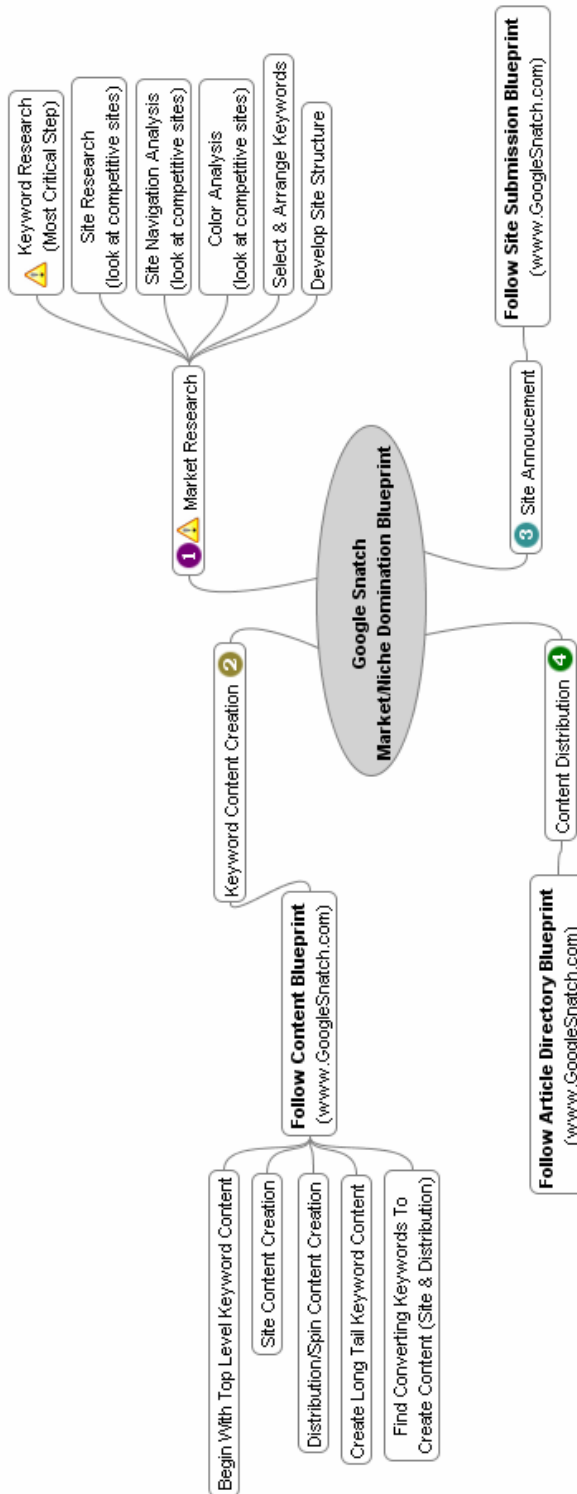 Google Snatch
Market/Niche Domination Blueprint
1
Market Research
Keyword Research
(Most Critical Step)
Site Research
(look at competitive sites)
Site Navigation Analysis
(look at competitive sites)
Color Analysis
(look at competitive sites)
Select & Arrange Keywords
Develop Site Structure
Keyword Content Creation
2
Follow Content Blueprint
(www.GoogleSnatch.com)
Begin With Top Level Keyword Content
Site Content Creation
Distribution/Spin Content Creation
Create Long Tail Keyword Content
Find Converting Keywords To
Create Content (Site & Distribution)
3
Site Annoucement
Follow Site Submission Blueprint
(www.GoogleSnatch.com)
Content Distribution
4
Follow Article Directory Blueprint
(www.GoogleSnatch.com)